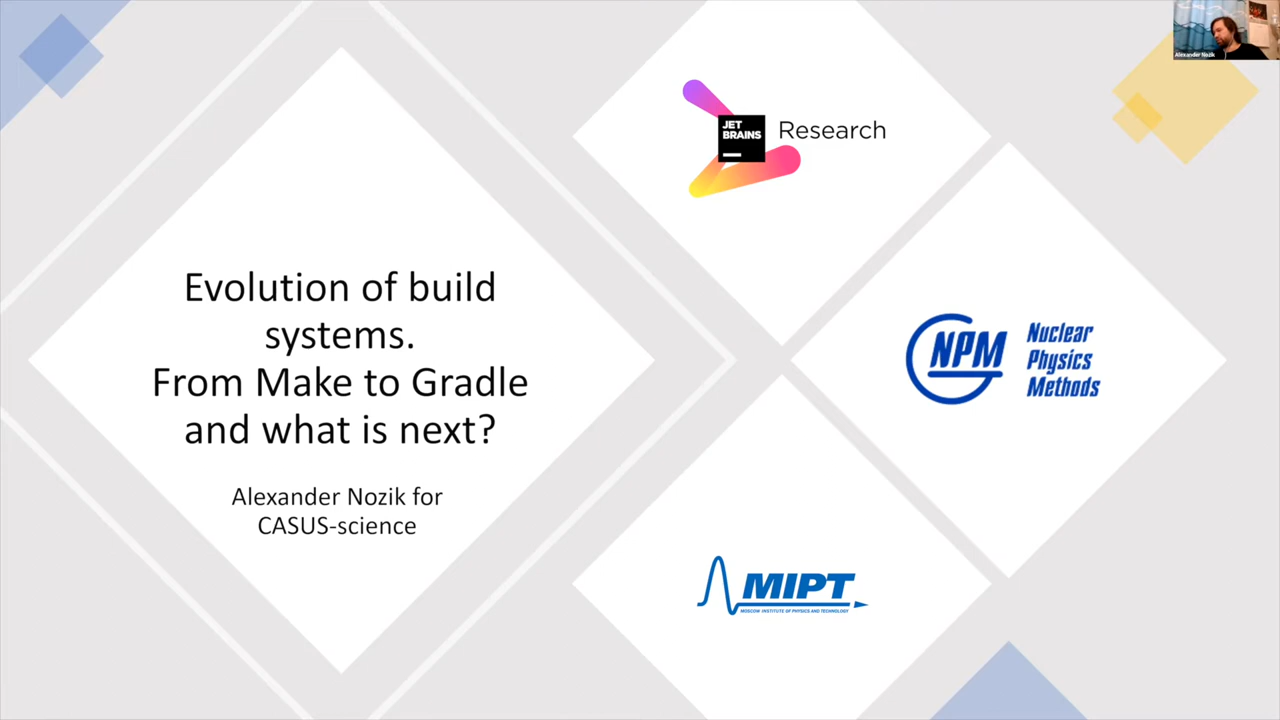 Evolution of build
systems.
From Make to Gradle
and what is next?
Alexander Nozik for
CASUS-science
JET
BRAINS
Research
NPM
Nuclear
Physics
Methods
MIPT
MOSCOW INSTITUTE OF PHYSICS AND TECHNOLOGY
Alexander Nozik